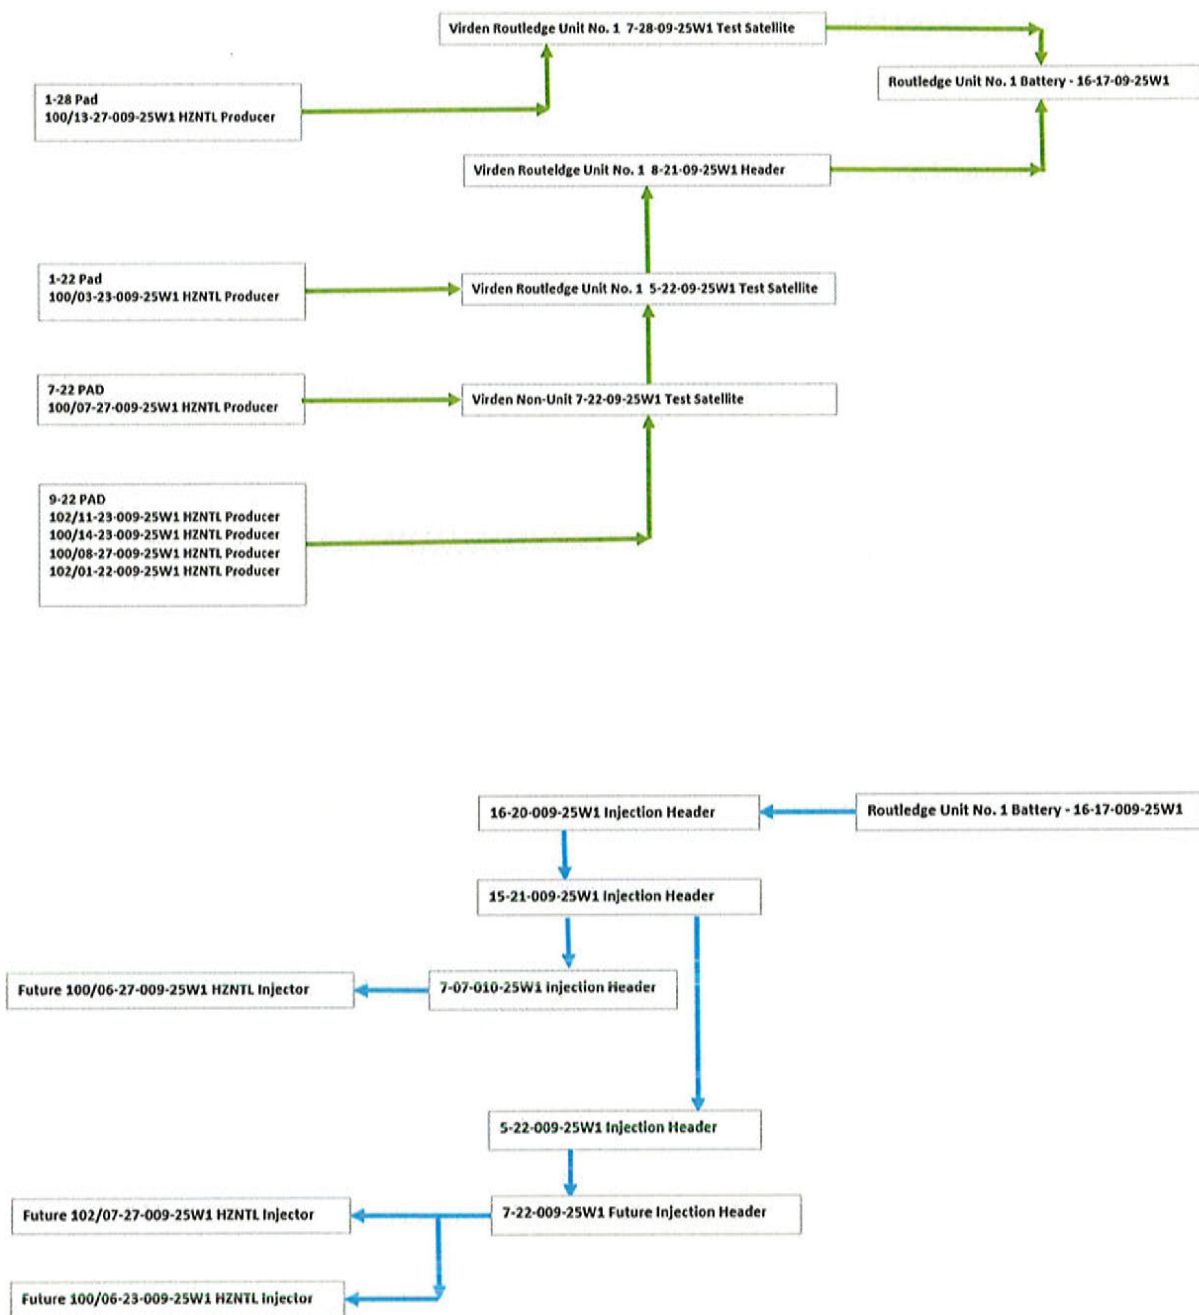 Virden Routledge Unit No. 1 7-28-09-25W1 Test Satellite
Routledge Unit No. 1 Battery - 16-17-09-25W1
1-28 Pad
100/13-27-009-25W1 HZNTL Producer
Virden Routeldge Unit No. 1 8-21-09-25W1 Header
1-22 Pad
100/03-23-009-25W1 HZNTL Producer
Virden Routledge Unit No. 1 5-22-09-25W1 Test Satellite
7-22 PAD
100/07-27-009-25W1 HZNTL Producer
Virden Non-Unit 7-22-09-25W1 Test Satellite
9-22 PAD
102/11-23-009-25W1 HZNTL Producer
100/14-23-009-25W1 HZNTL Producer
100/08-27-009-25W1 HZNTL Producer
102/01-22-009-25W1 HZNTL Producer
16-20-009-25W1 Injection Header
Routledge Unit No. 1 Battery - 16-17-009-25W1
15-21-009-25W1 Injection Header
Future 100/06-27-009-25W1 HZNTL Injector
7-07-010-25W1 Injection Header
5-22-009-25W1 Injection Header
Future 102/07-27-009-25W1 HZNTL Injector
7-22-009-25W1 Future Injection Header
Future 100/06-23-009-25W1 HZNTL Injector